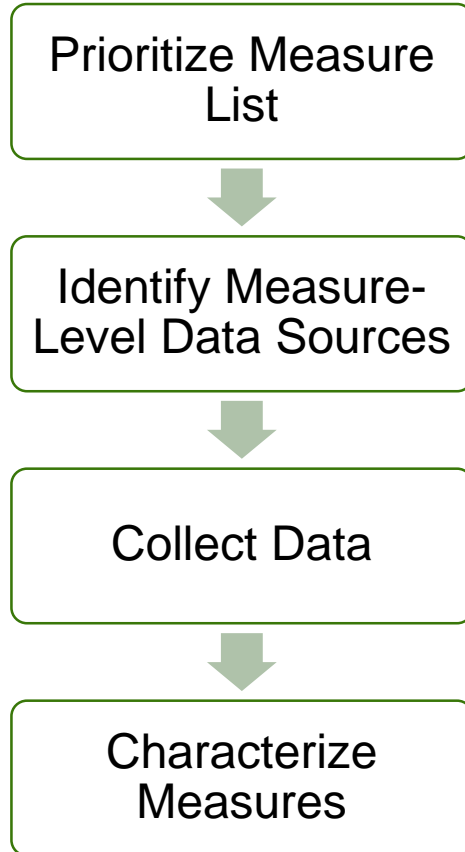 Prioritize Measure
List
Identify Measure-
Level Data Sources
Collect Data
Characterize
Measures